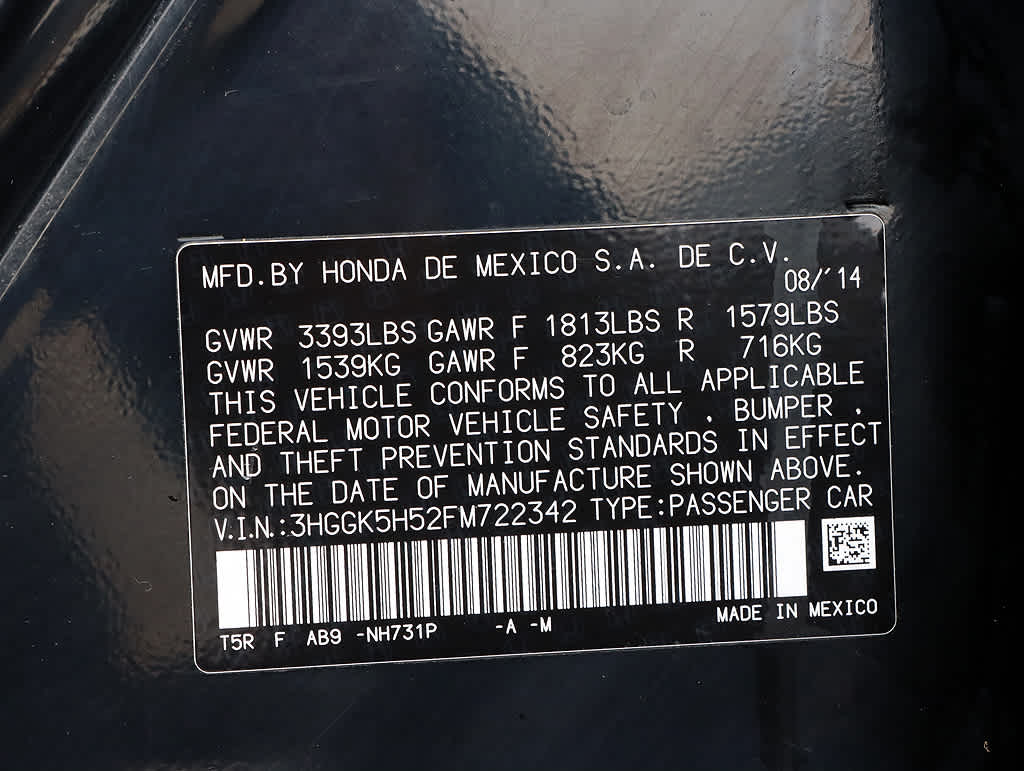 MFD.BY HONDA DE MEXICO S.A. DE C.V.
08/'14
GVWR 3393LBS GAWR F 1813LBS R 1579LBS
GVWR 1539KG GAWR F 823KG R 716KG
THIS VEHICLE CONFORMS TO ALL APPLICABLE
FEDERAL MOTOR VEHICLE SAFETY , BUMPER ,
AND THEFT PREVENTION STANDARDS IN EFFECT
ON THE DATE OF MANUFACTURE SHOWN ABOVE.
V.I.N.:3HGGK5H52FM722342 TYPE:PASSENGER CAR
T5R F AB9 -NH731P -A -M MADE IN MEXICO